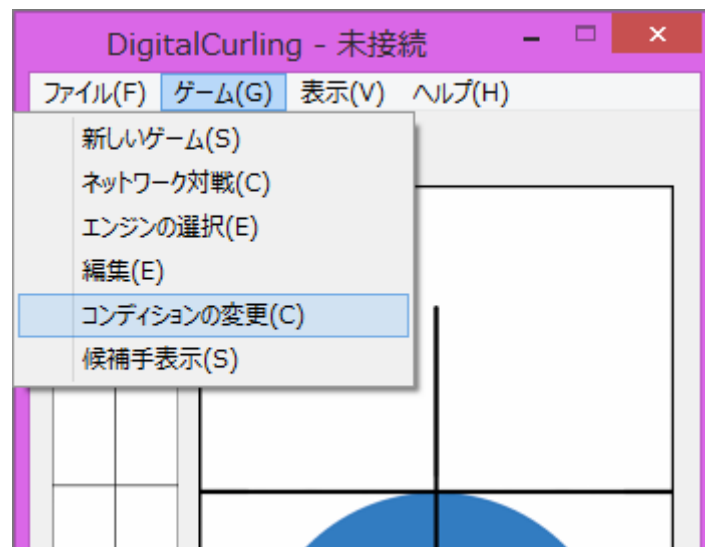 DigitalCurling - 未接続
ファイル(F) ゲーム(G) 表示(V) ヘルプ(H)
新しいゲーム(S)
ネットワーク対戦(C)
エンジンの選択(E)
編集(E)
コンディションの変更(C)
候補手表示(S)